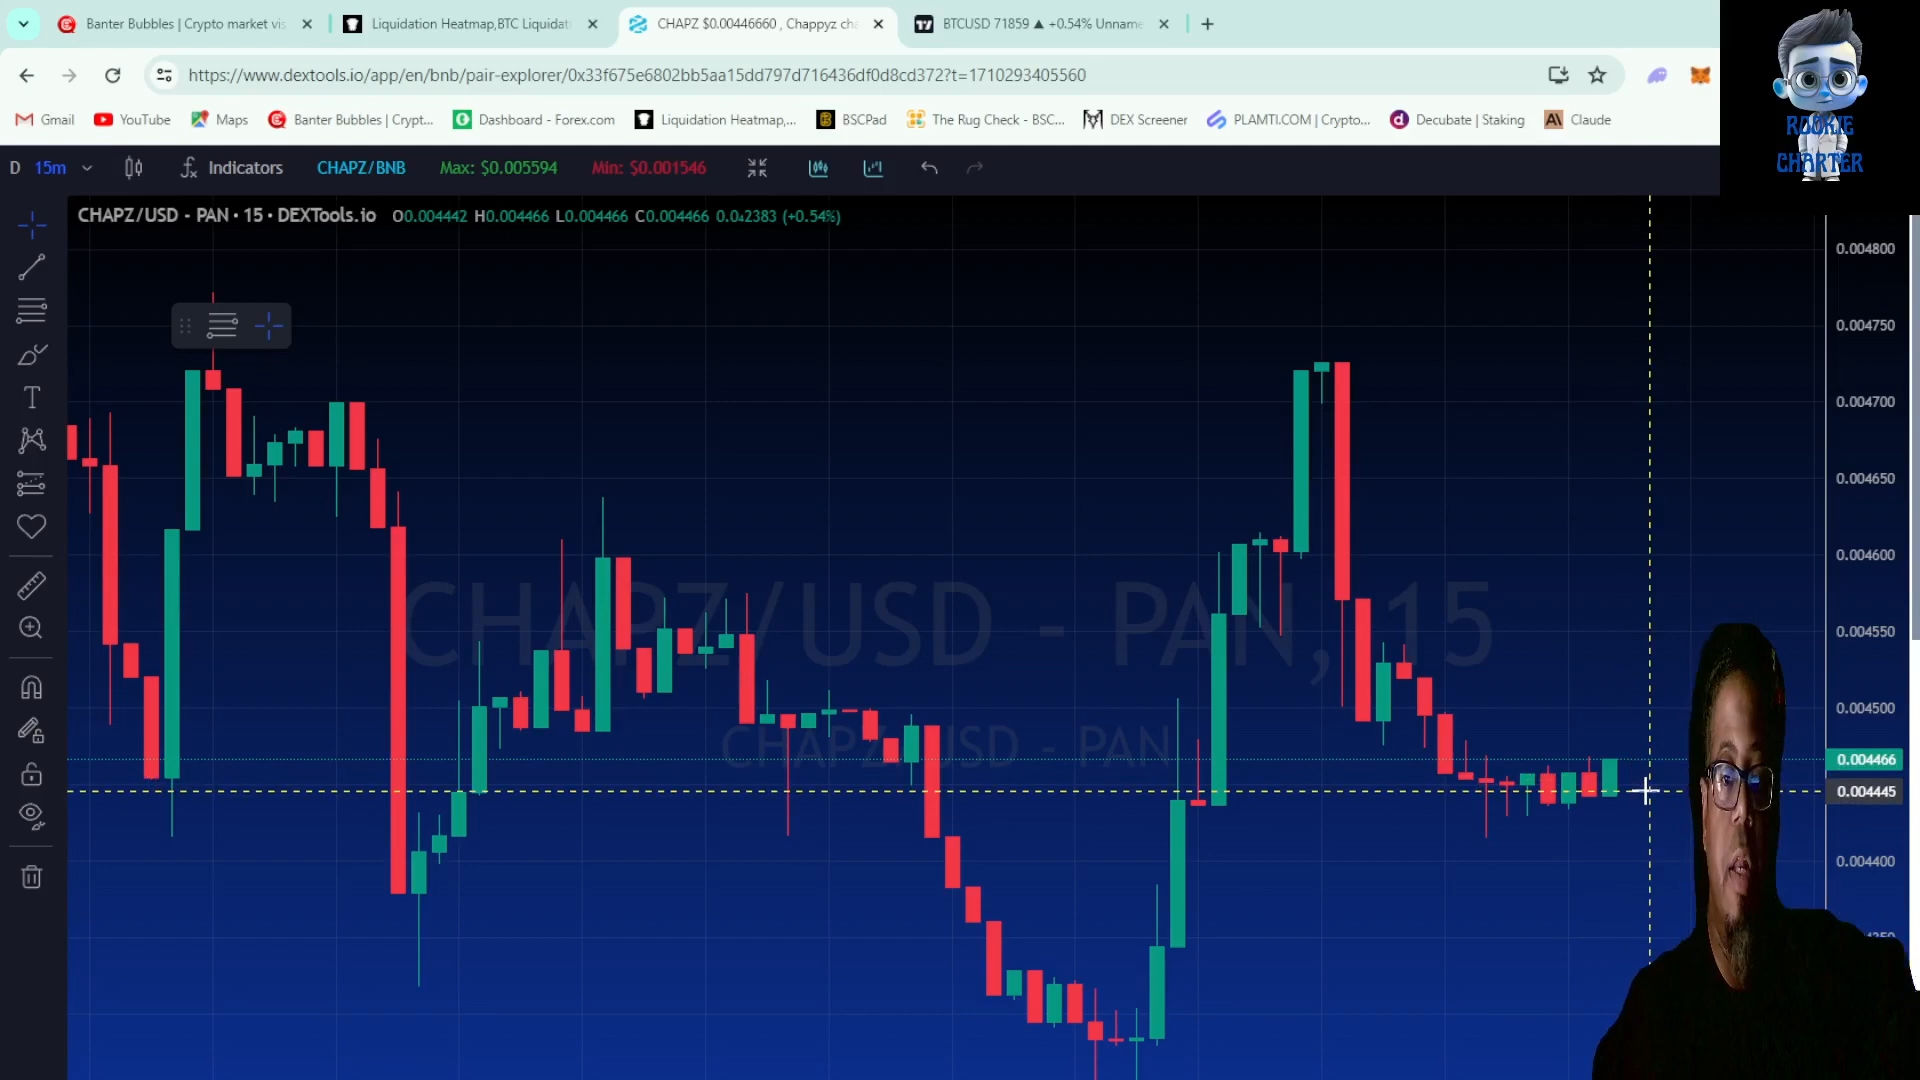 Banter Bubbles | Crypto market vis
Liquidation Heatmap,BTC Liquidat
CHAPZ $0.00446660 , Chappyz cha
BTCUSD 71859 ▲ +0.54% Unname
https://www.dextools.io/app/en/bnb/pair-explorer/0x33f675e6802bb5aa15dd797d716436df0d8cd372?t=1710293405560
Gmail
YouTube
Maps
Banter Bubbles | Crypt...
Dashboard - Forex.com
Liquidation Heatmap,...
BSCPad
The Rug Check - BSC...
DEX Screener
PLAMTI.COM | Crypto...
Decubate | Staking
Claude
ROOKIE
CHARTER
D 15m
Indicators
CHAPZ/BNB
Max: $0.005594
Min: $0.001546
CHAPZ/USD - PAN • 15 • DEXTools.io O0.004442 H0.004466 L0.004466 C0.004466 0.0₄2383 (+0.54%)
0.004800
0.004750
0.004700
0.004650
0.004600
CHAPZ/USD - PAN, 15
0.004550
0.004500
CHAPZ/USD - PAN
0.004466
0.004445
0.004400